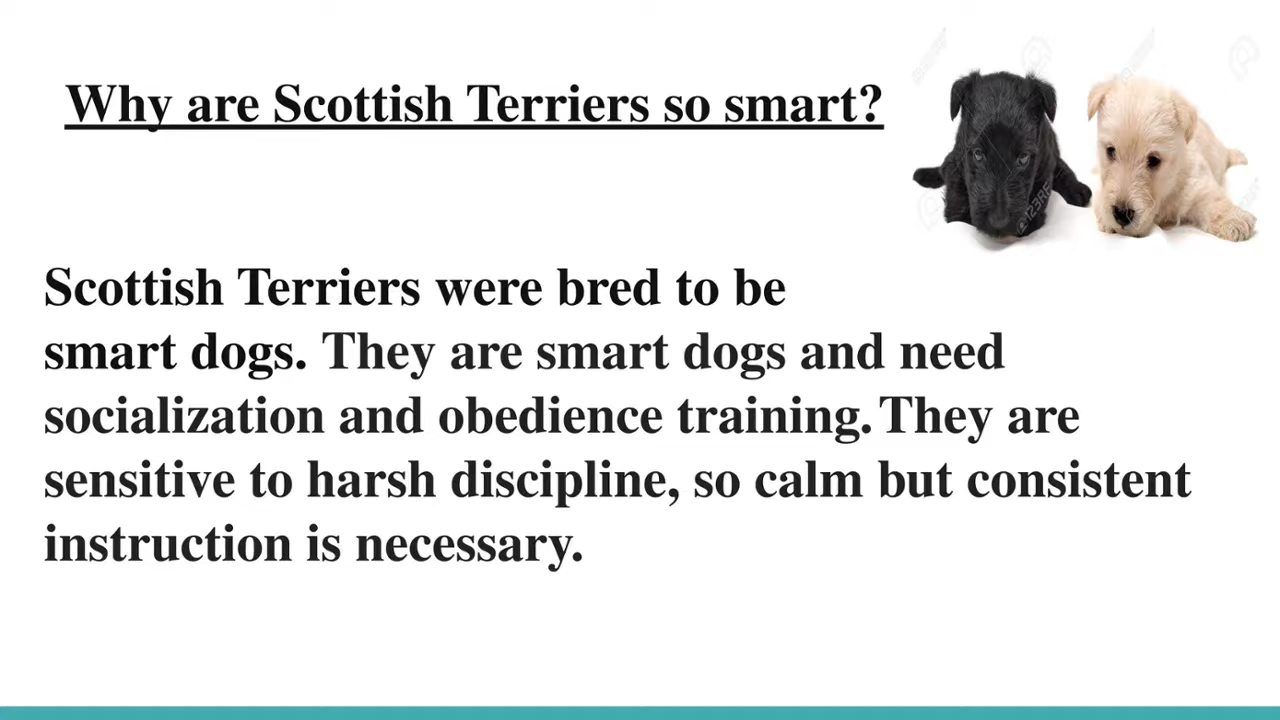 Why are Scottish Terriers so smart?
@123RF
Scottish Terriers were bred to be
smart dogs. They are smart dogs and need
socialization and obedience training. They are
sensitive to harsh discipline, so calm but consistent
instruction is necessary.